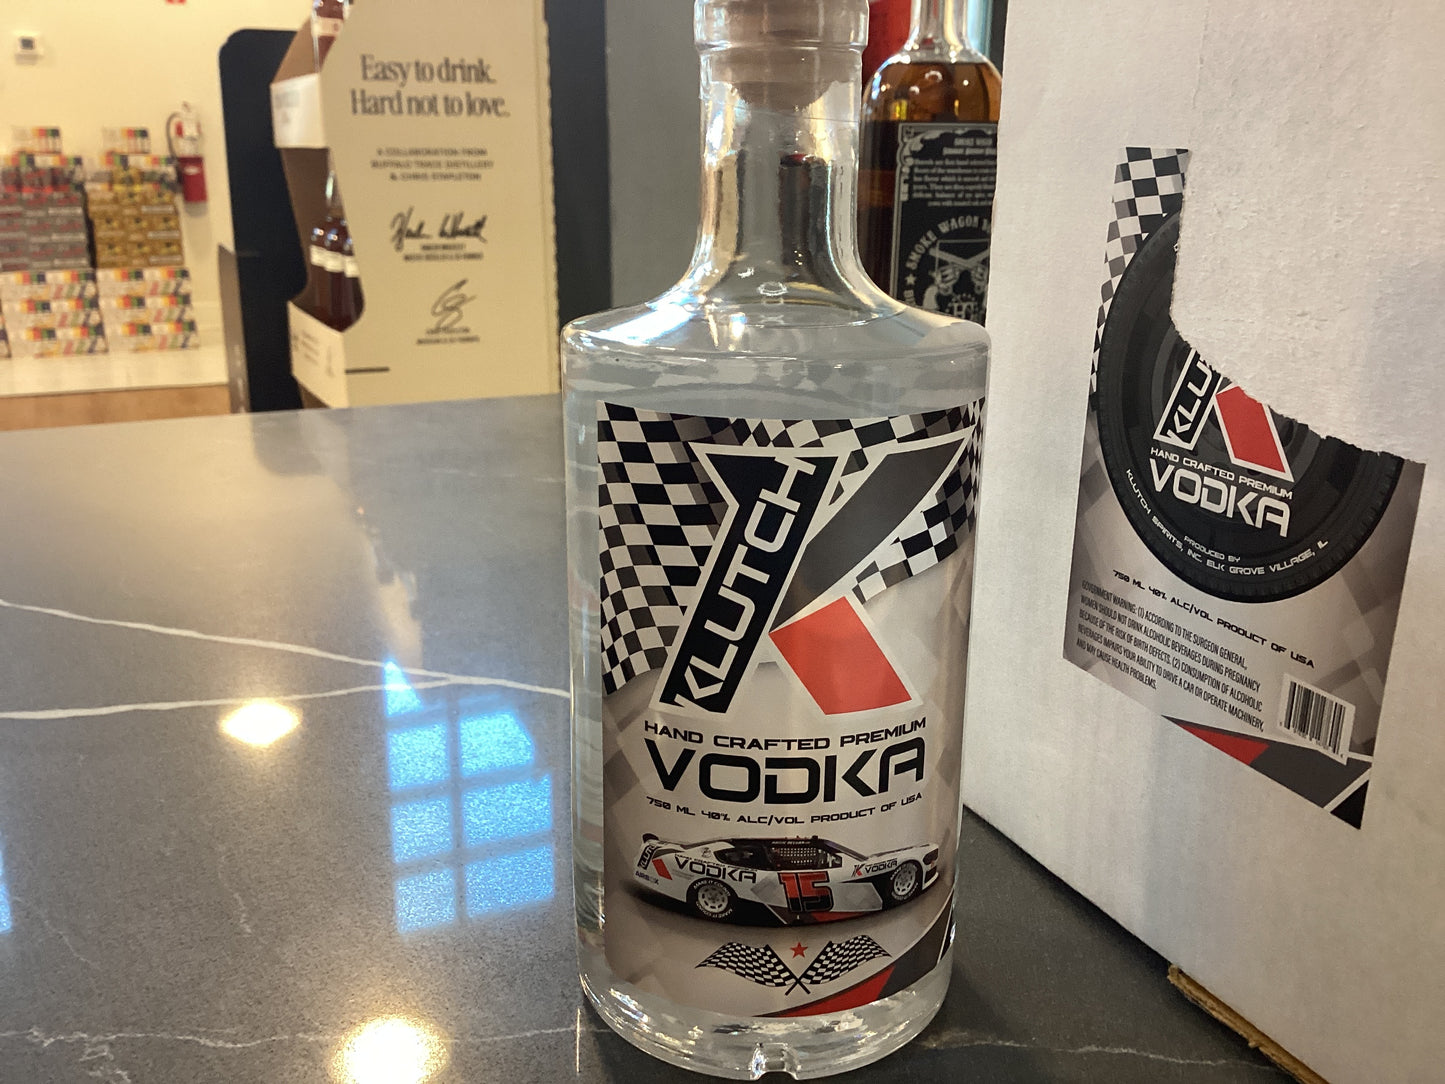 Easy to drink.
Hard not to love.
A COLLABORATION FROM
BUFFALO TRACE DISTILLERY
& CHRIS STAPLETON
SMOKE WAGON
KLUTCH
HAND CRAFTED PREMIUM
VODKA
750 ML 40% ALC/VOL PRODUCT OF USA
KLUTCH
VODKA
15
K VODKA
KLUTCH
HAND CRAFTED PREMIUM
VODKA
PRODUCED BY
KLUTCH SPIRITS, INC. ELK GROVE VILLAGE, IL
750 ML 40% ALC/VOL PRODUCT OF USA
GOVERNMENT WARNING: (1) ACCORDING TO THE SURGEON GENERAL,
WOMEN SHOULD NOT DRINK ALCOHOLIC BEVERAGES DURING PREGNANCY
BECAUSE OF THE RISK OF BIRTH DEFECTS. (2) CONSUMPTION OF ALCOHOLIC
BEVERAGES IMPAIRS YOUR ABILITY TO DRIVE A CAR OR OPERATE MACHINERY,
AND MAY CAUSE HEALTH PROBLEMS.